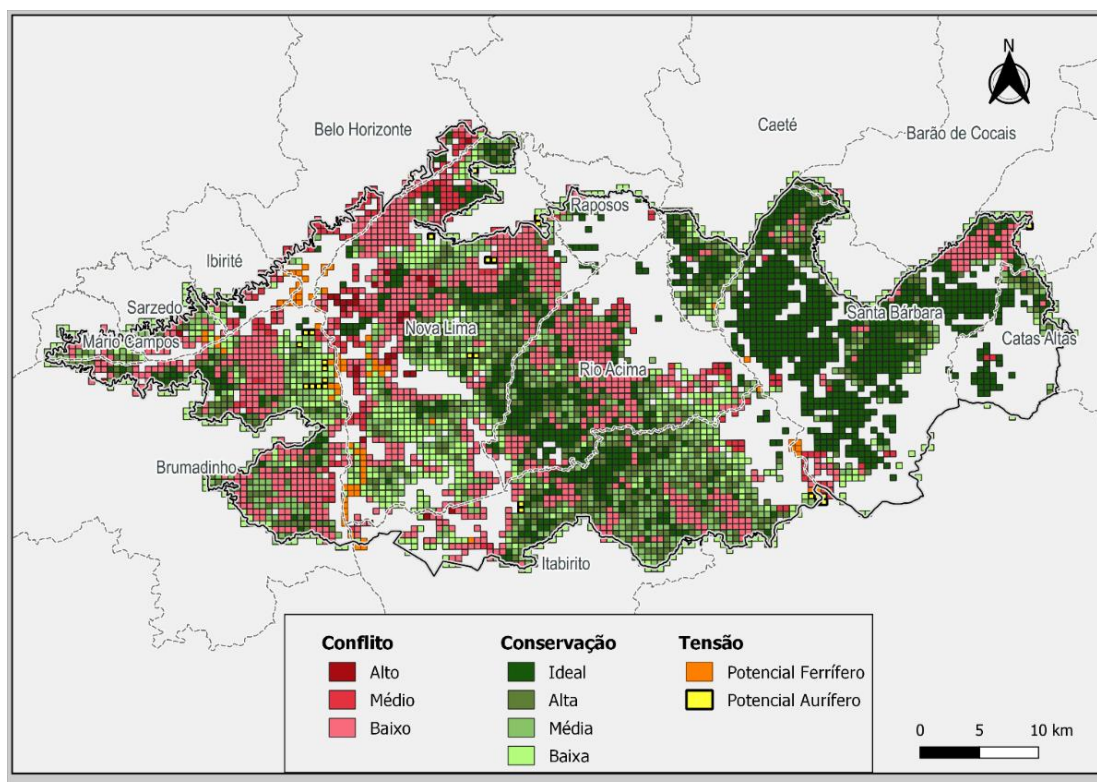 N
Belo Horizonte
Caeté
Barão de Cocais
Raposos
Ibirité
Sarzedo
Mário Campos
Nova Lima
Santa Bárbara
Catas Altas
Rio Acima
Brumadinho
Itabirito
Conflito
Alto
Médio
Baixo
Conservação
Ideal
Alta
Média
Baixa
Tensão
Potencial Ferrífero
Potencial Aurífero
0 5 10 km